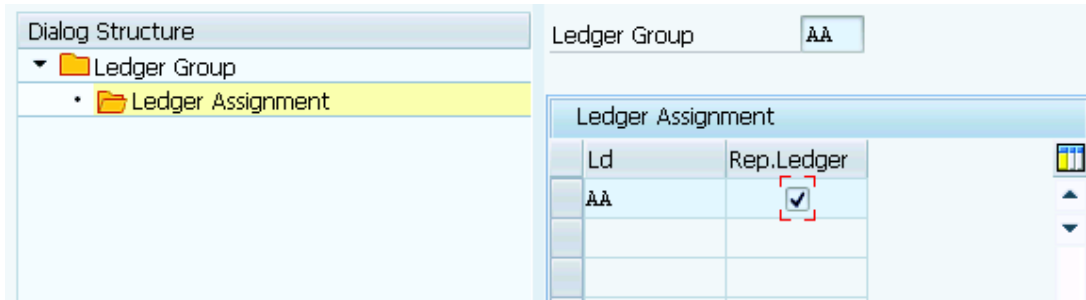 Dialog Structure
Ledger Group
Ledger Assignment
Ledger Group AA
Ledger Assignment
Ld Rep.Ledger
AA